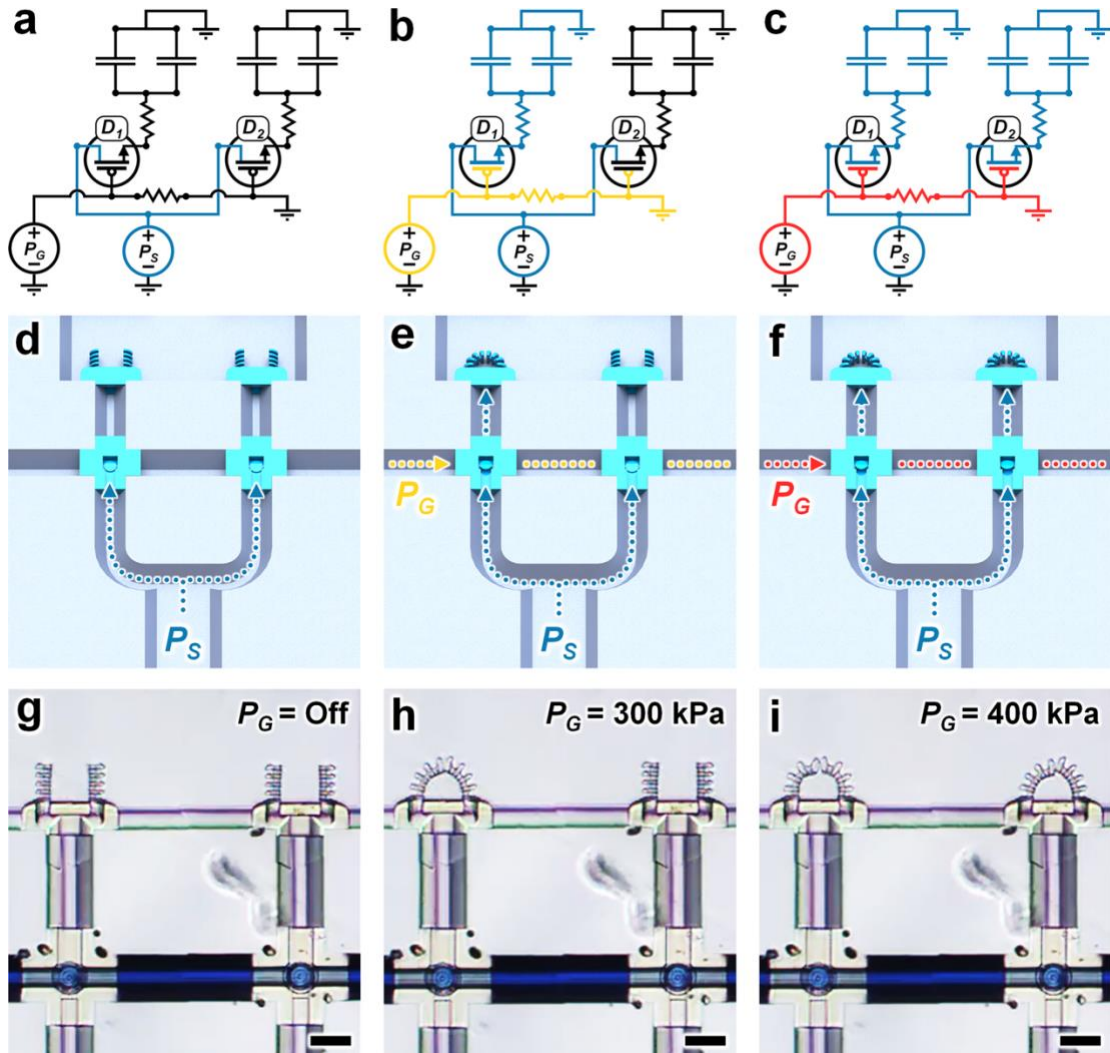 a
b
c
D1
D2
D1
D2
D1
D2
+
PG
−
+
PS
−
+
PG
−
+
PS
−
+
PG
−
+
PS
−
d
e
f
PG
PG
PS
PS
PS
g
PG = Off
h
PG = 300 kPa
i
PG = 400 kPa